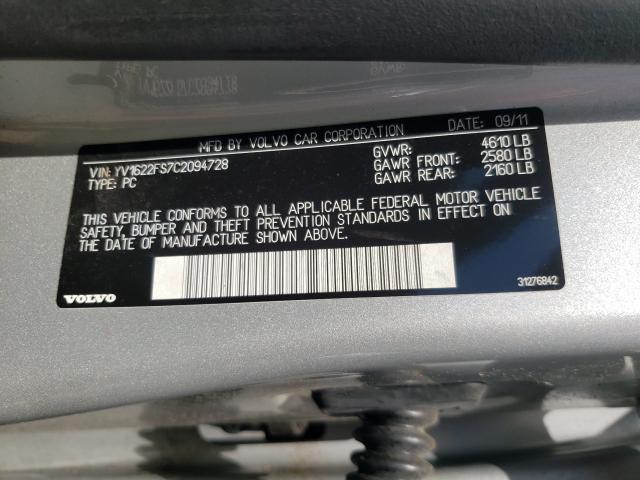 MFD BY VOLVO CAR CORPORATION
DATE: 09/11
VIN: YV1622FS7C2094728
TYPE: PC
GVWR: 4610 LB
GAWR FRONT: 2580 LB
GAWR REAR: 2160 LB
THIS VEHICLE CONFORMS TO ALL APPLICABLE FEDERAL MOTOR VEHICLE
SAFETY, BUMPER AND THEFT PREVENTION STANDARDS IN EFFECT ON
THE DATE OF MANUFACTURE SHOWN ABOVE.
VOLVO
31276842